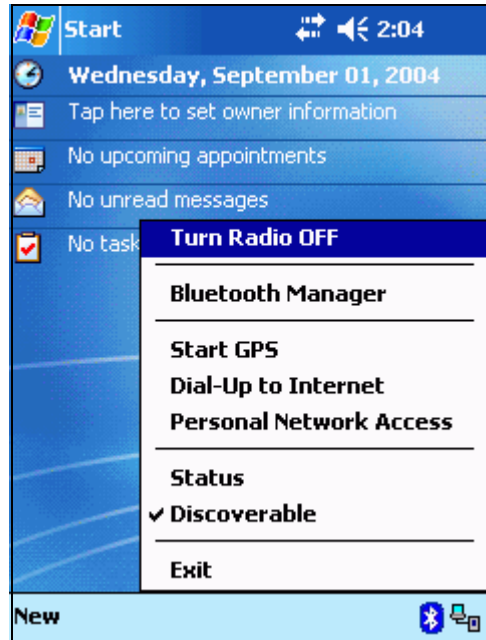 Start 2:04
Wednesday, September 01, 2004
Tap here to set owner information
No upcoming appointments
No unread messages
No task
Turn Radio OFF
Bluetooth Manager
Start GPS
Dial-Up to Internet
Personal Network Access
Status
Discoverable
Exit
New